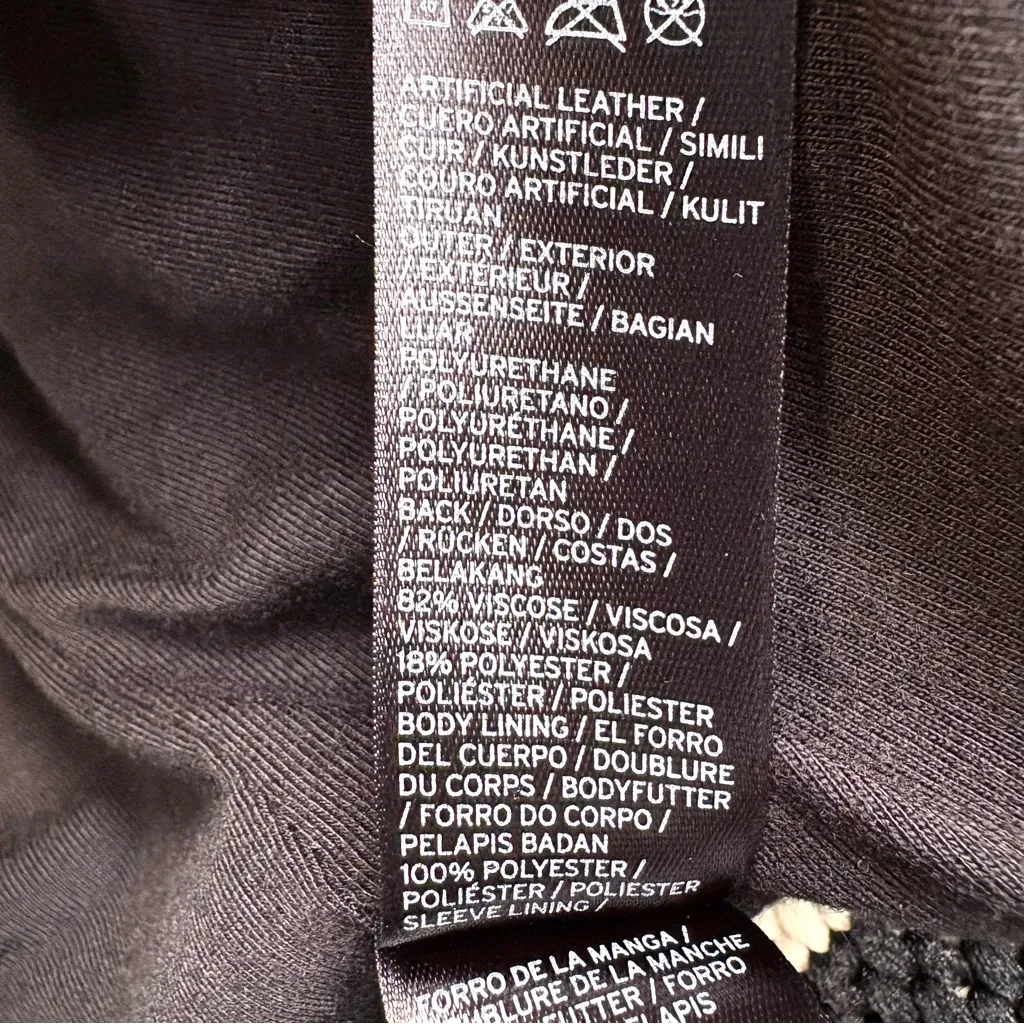 ARTIFICIAL LEATHER /
CUERO ARTIFICIAL / SIMILI
CUIR / KUNSTLEDER /
COURO ARTIFICIAL / KULIT
TIRUAN
OUTER / EXTERIOR
/ EXTÉRIEUR /
AUSSENSEITE / BAGIAN
LUAR
POLYURETHANE
/ POLIURETANO /
POLYURÉTHANE /
POLYURETHAN /
POLIURETAN
BACK / DORSO / DOS
/ RÜCKEN / COSTAS /
BELAKANG
82% VISCOSE / VISCOSA /
VISKOSE / VISKOSA
18% POLYESTER /
POLIÉSTER / POLIESTER
BODY LINING / EL FORRO
DEL CUERPO / DOUBLURE
DU CORPS / BODYFUTTER
/ FORRO DO CORPO /
PELAPIS BADAN
100% POLYESTER /
POLIÉSTER / POLIESTER
SLEEVE LINING /
FORRO DE LA MANGA /
DE LA MANCHE
/ FORRO